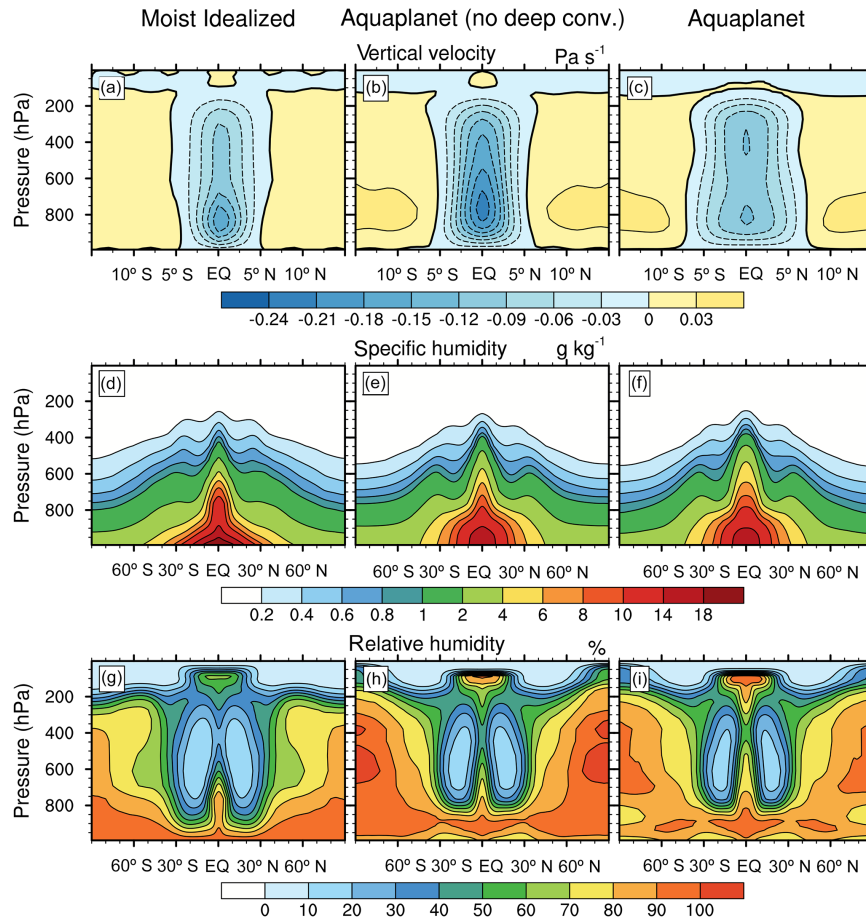 Moist Idealized Aquaplanet (no deep conv.) Aquaplanet
Vertical velocity Pa s⁻¹
(a) (b) (c)
Pressure (hPa)
200
400
600
800
10° S 5° S EQ 5° N 10° N 10° S 5° S EQ 5° N 10° N 10° S 5° S EQ 5° N 10° N
-0.24 -0.21 -0.18 -0.15 -0.12 -0.09 -0.06 -0.03 0 0.03
Specific humidity g kg⁻¹
(d) (e) (f)
Pressure (hPa)
200
400
600
800
60° S 30° S EQ 30° N 60° N 60° S 30° S EQ 30° N 60° N 60° S 30° S EQ 30° N 60° N
0.2 0.4 0.6 0.8 1 2 4 6 8 10 14 18
Relative humidity %
(g) (h) (i)
Pressure (hPa)
200
400
600
800
60° S 30° S EQ 30° N 60° N 60° S 30° S EQ 30° N 60° N 60° S 30° S EQ 30° N 60° N
0 10 20 30 40 50 60 70 80 90 100